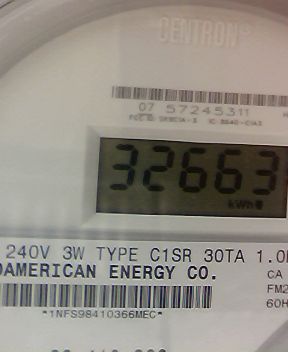 CENTRON®
07 57245311
32663
kWh
240V 3W TYPE C1SR 30TA 1.0
DAMERICAN ENERGY CO.
CA
FM2
60H
*1NFS98410366MEC*